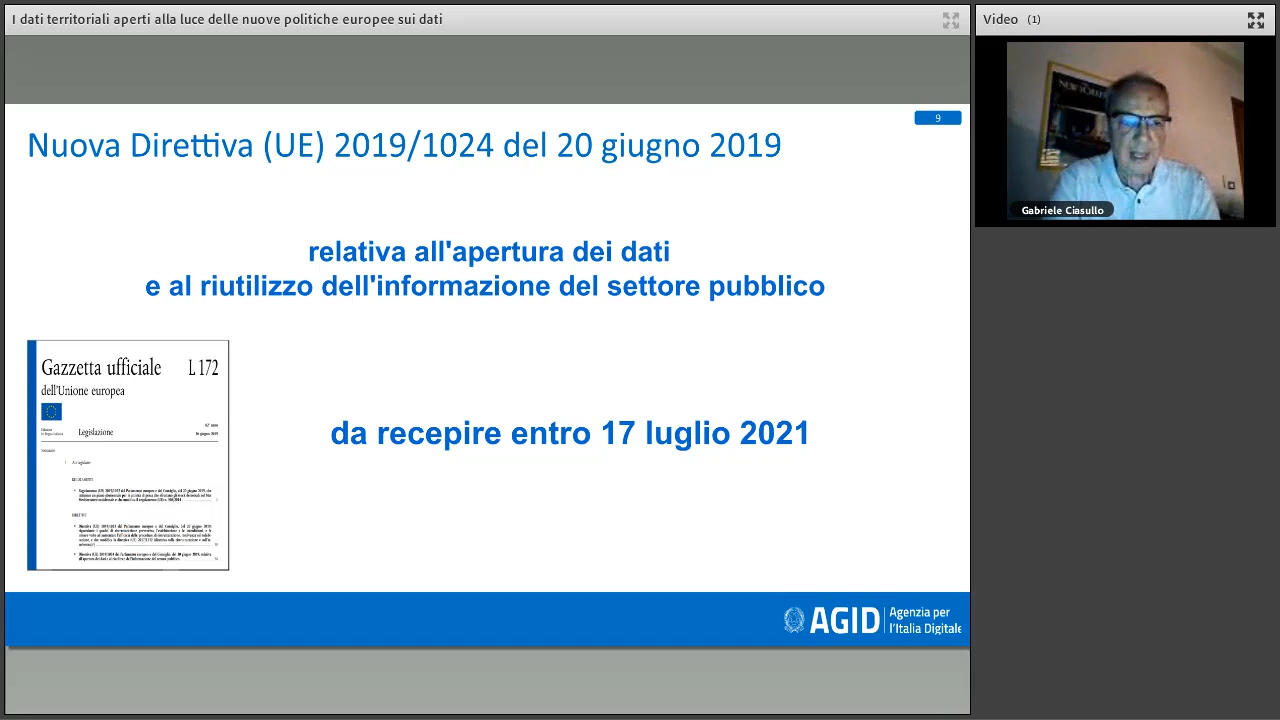 I dati territoriali aperti alla luce delle nuove politiche europee sui dati
Video (1)
NEW YORKER
Gabriele Ciasullo
9
Nuova Direttiva (UE) 2019/1024 del 20 giugno 2019
relativa all'apertura dei dati
e al riutilizzo dell'informazione del settore pubblico
Gazzetta ufficiale L 172
dell'Unione europea
Legislazione
da recepire entro 17 luglio 2021
AGID
Agenzia per
l'Italia Digitale